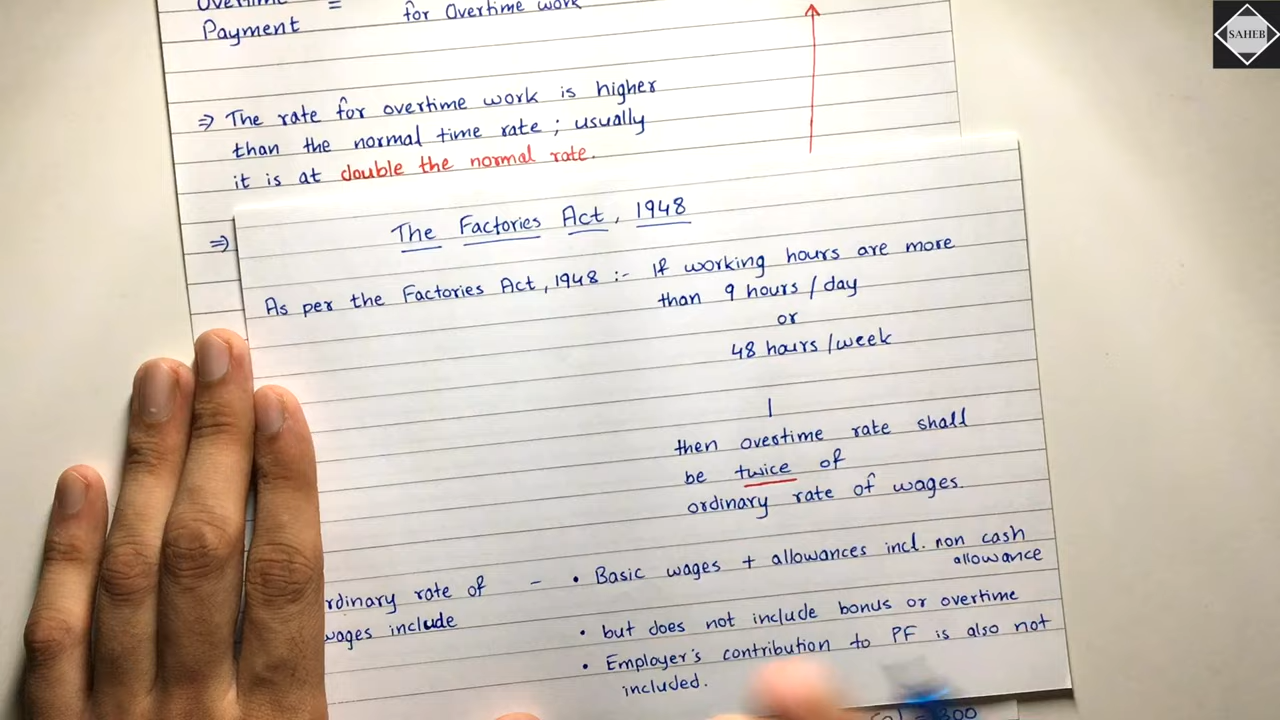 SAHEB
Overtime =
for Overtime work
Payment
⇒ The rate for overtime work is higher
than the normal time rate ; usually
it is at double the normal rate.
⇒
The Factories Act, 1948
As per the Factories Act, 1948 :- If working hours are more
than 9 hours / day
or
48 hours / week
then overtime rate shall
be twice of
ordinary rate of wages.
rdinary rate of - • Basic wages + allowances incl. non cash
allowance
wages include
• but does not include bonus or overtime
• Employer's contribution to PF is also not
included.
= 300